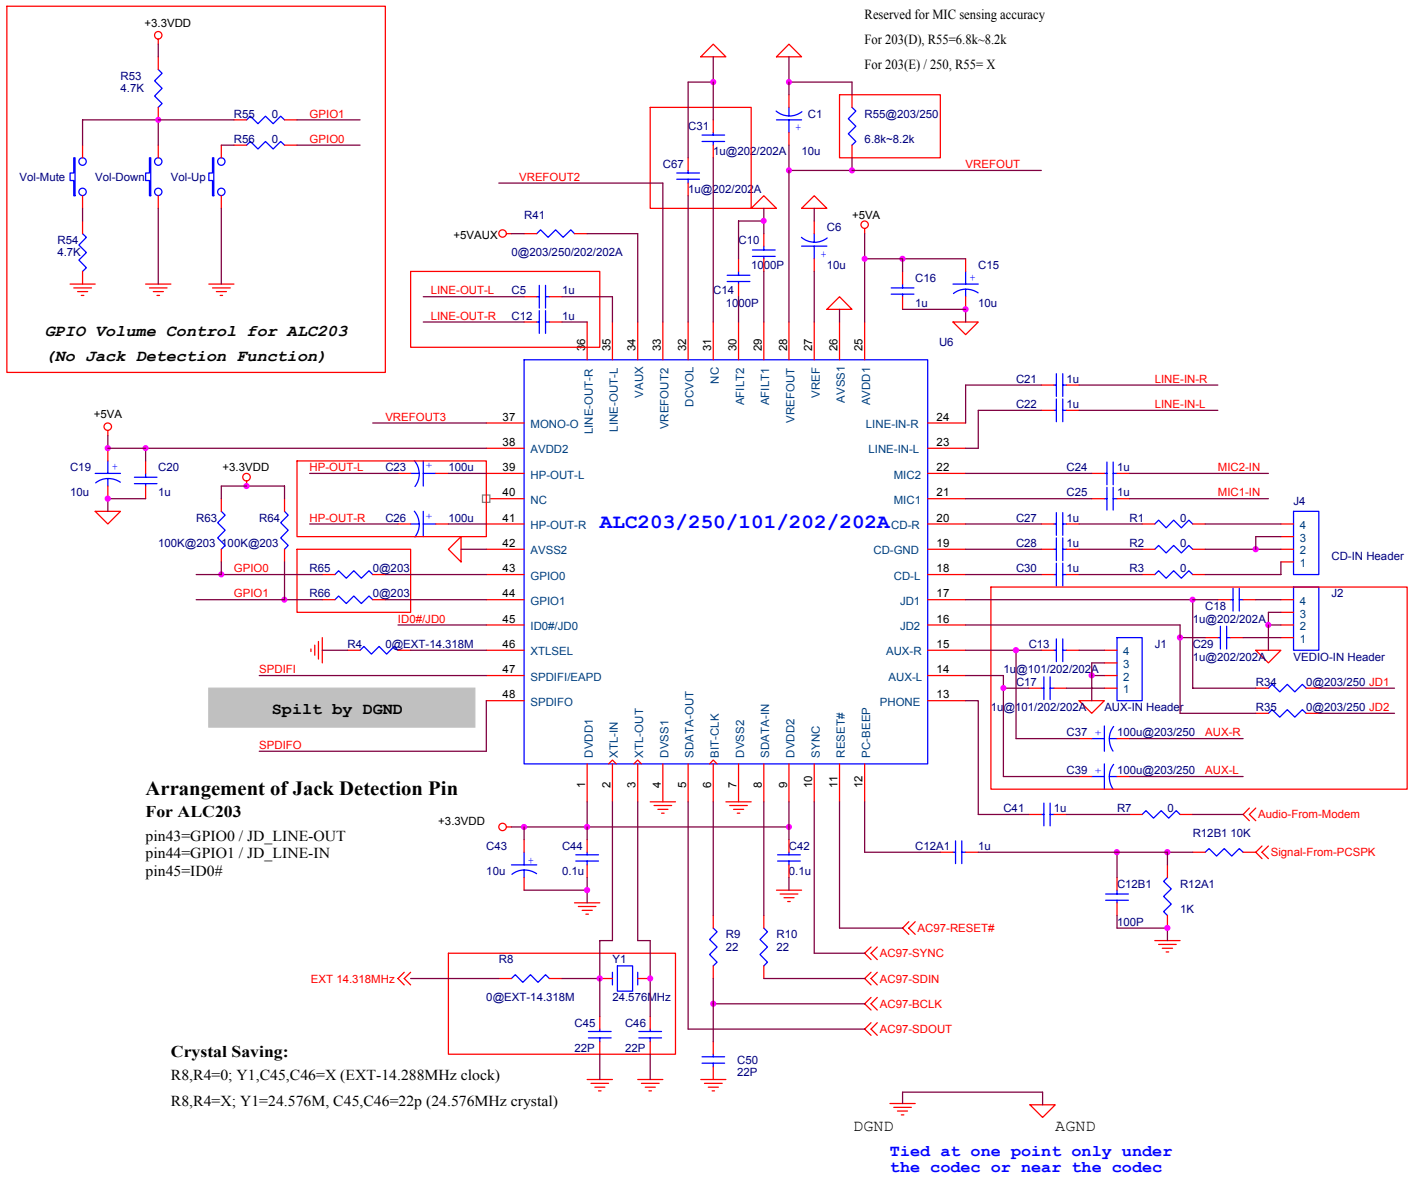 +3.3VDD
R53
4.7K
R55 0 GPIO1
R56 0 GPIO0
Vol-Mute
Vol-Down
Vol-Up
R54
4.7K
GPIO Volume Control for ALC203
(No Jack Detection Function)
Reserved for MIC sensing accuracy
For 203(D), R55=6.8k~8.2k
For 203(E) / 250, R55= X
C31
1u@202/202A
C67
1u@202/202A
C1
10u
R55@203/250
6.8k~8.2k
VREFOUT
VREFOUT2
R41
+5VAUX
0@203/250/202/202A
C10
1000P
C14
1000P
C6
10u
+5VA
C16
1u
C15
10u
LINE-OUT-L C5 1u
LINE-OUT-R C12 1u
U6
36 35 34 33 32 31 30 29 28 27 26 25
LINE-OUT-R
LINE-OUT-L
VAUX
VREFOUT2
DCVOL
NC
AFILT2
AFILT1
VREFOUT
VREF
AVSS1
AVDD1
+5VA
C19
10u
C20
1u
+3.3VDD
R63
100K@203
R64
100K@203
VREFOUT3
HP-OUT-L C23 + 100u
HP-OUT-R C26 + 100u
GPIO0 R65 0@203
GPIO1 R66 0@203
ID0#/JD0
R4 0@EXT-14.318M
SPDIFI
Spilt by DGND
SPDIFO
37 MONO-O
38 AVDD2
39 HP-OUT-L
40 NC
41 HP-OUT-R
42 AVSS2
43 GPIO0
44 GPIO1
45 ID0#/JD0
46 XTLSEL
47 SPDIFI/EAPD
48 SPDIFO
ALC203/250/101/202/202A
LINE-IN-R 24
LINE-IN-L 23
MIC2 22
MIC1 21
CD-R 20
CD-GND 19
CD-L 18
JD1 17
JD2 16
AUX-R 15
AUX-L 14
PHONE 13
C21 1u LINE-IN-R
C22 1u LINE-IN-L
C24 1u MIC2-IN
C25 1u MIC1-IN
C27 1u R1 0
C28 1u R2 0
C30 1u R3 0
J4
4
3
2
1
CD-IN Header
C18
1u@202/202A
C29
1u@202/202A
J2
4
3
2
1
VEDIO-IN Header
C13
1u@101/202/202A
C17
1u@101/202/202A
J1
4
3
2
1
AUX-IN Header
R34 0@203/250 JD1
R35 0@203/250 JD2
C37 + 100u@203/250 AUX-R
C39 + 100u@203/250 AUX-L
C41 1u R7 0 Audio-From-Modem
R12B1 10K
C12A1 1u Signal-From-PCSPK
C12B1
100P
R12A1
1K
DVDD1
XTL-IN
XTL-OUT
DVSS1
SDATA-OUT
BIT-CLK
DVSS2
SDATA-IN
DVDD2
SYNC
RESET#
PC-BEEP
1 2 3 4 5 6 7 8 9 10 11 12
Arrangement of Jack Detection Pin
For ALC203
pin43=GPIO0 / JD_LINE-OUT
pin44=GPIO1 / JD_LINE-IN
pin45=ID0#
+3.3VDD
C43
10u
C44
0.1u
C42
0.1u
R9
22
R10
22
AC97-RESET#
AC97-SYNC
AC97-SDIN
AC97-BCLK
AC97-SDOUT
EXT 14.318MHz
R8
0@EXT-14.318M
Y1
24.576MHz
C45
22P
C46
22P
C50
22P
Crystal Saving:
R8,R4=0; Y1,C45,C46=X (EXT-14.288MHz clock)
R8,R4=X; Y1=24.576M, C45,C46=22p (24.576MHz crystal)
DGND
AGND
Tied at one point only under
the codec or near the codec